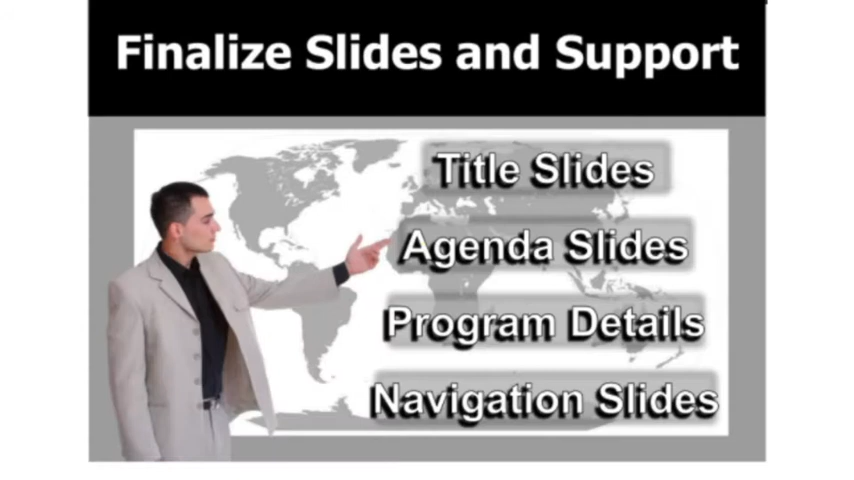 Finalize Slides and Support
Title Slides
Agenda Slides
Program Details
Navigation Slides